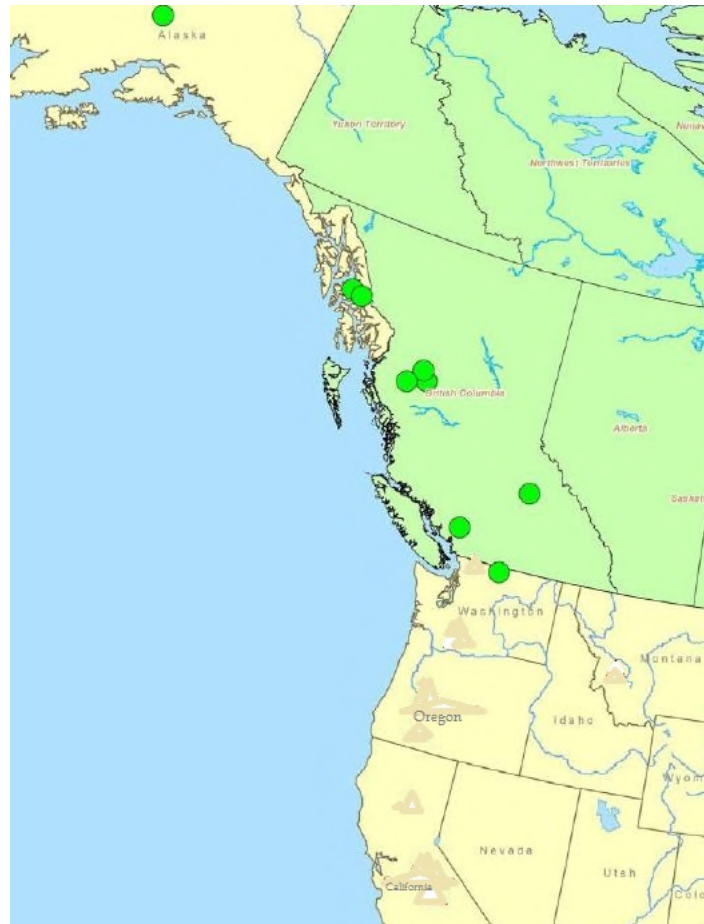 Alaska
Yukon Territory
Northwest Territories
British Columbia
Alberta
Washington
Montana
Oregon
Idaho
Nevada
Utah
California